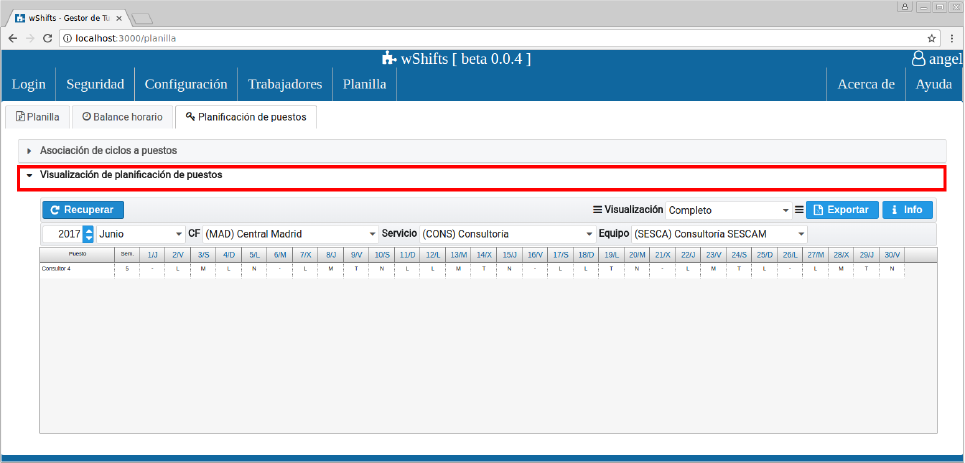 wShifts - Gestor de Tu
localhost:3000/planilla
wShifts [ beta 0.0.4 ]
angel
Login Seguridad Configuración Trabajadores Planilla Acerca de Ayuda
Planilla Balance horario Planificación de puestos
Asociación de ciclos a puestos
Visualización de planificación de puestos
Recuperar Visualización Completo Exportar Info
2017 Junio CF (MAD) Central Madrid Servicio (CONS) Consultoría Equipo (SESCA) Consultoría SESCAM
Puesto Sem. 1/J 2/V 3/S 4/D 5/L 6/M 7/X 8/J 9/V 10/S 11/D 12/L 13/M 14/X 15/J 16/V 17/S 18/D 19/L 20/M 21/X 22/J 23/V 24/S 25/D 26/L 27/M 28/X 29/J 30/V
Consultor 4 5 - L M L N - L M T N L L M T N - L L T N - L M T L - L M T N